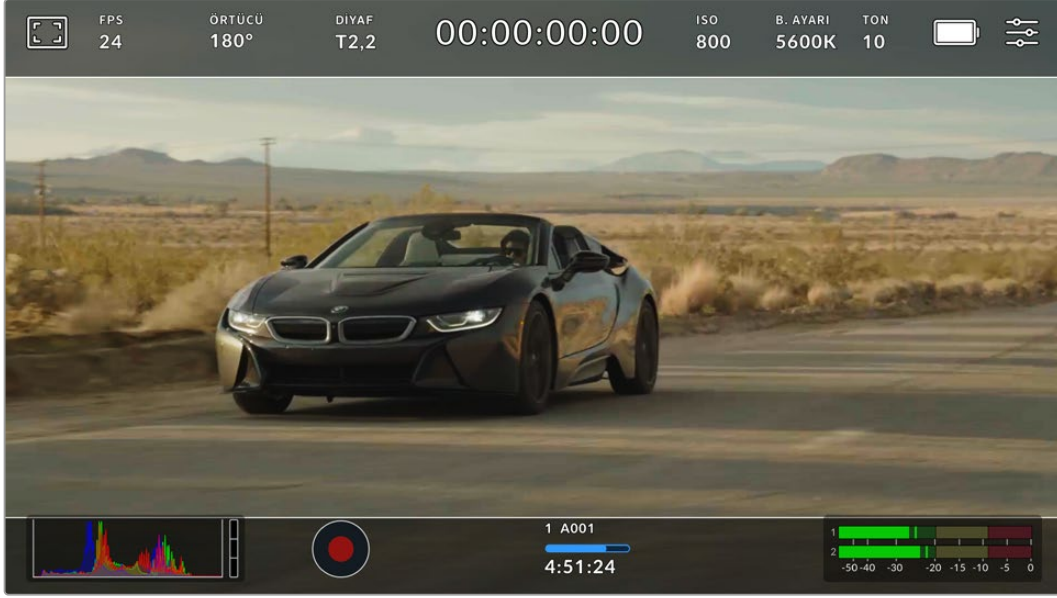 FPS ÖRTÜCÜ DIYAF 00:00:00:00 ISO B. AYARI TON
24 180° T2,2 800 5600K 10
1 A001
4:51:24
1
2
-50 -40 -30 -20 -15 -10 -5 0